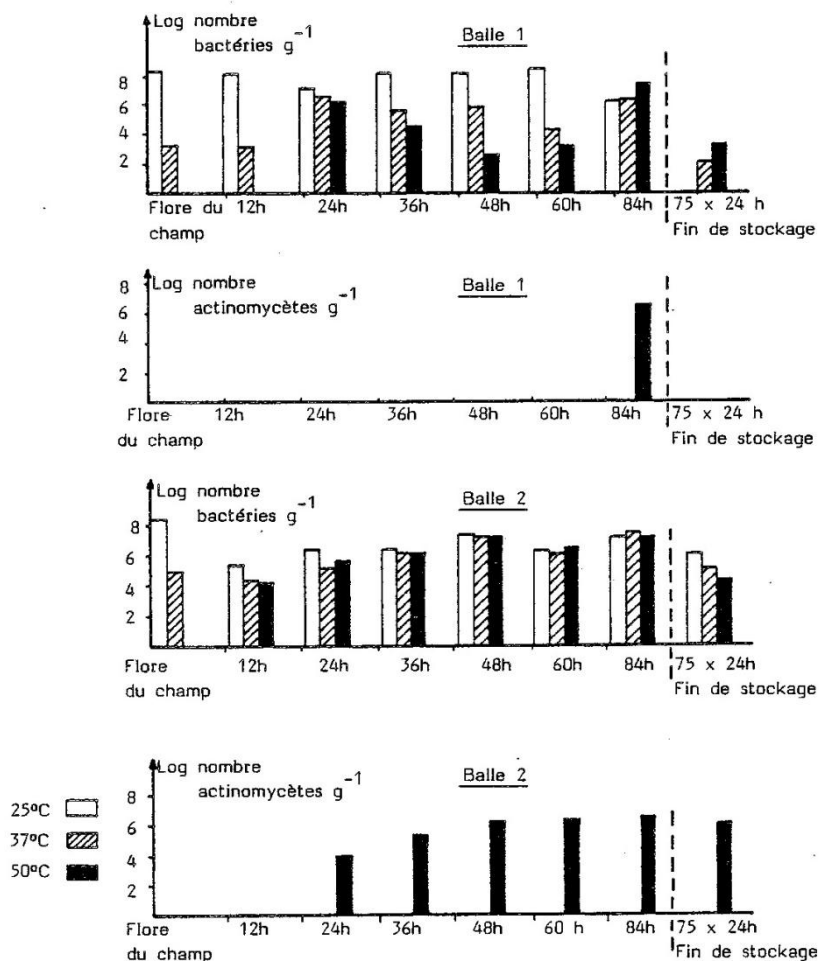 Log nombre
bactéries g⁻¹
Balle 1
8
6
4
2
Flore du champ
12h
24h
36h
48h
60h
84h
75 x 24 h
Fin de stockage
Log nombre
actinomycètes g⁻¹
Balle 1
8
6
4
2
Flore
du champ
12h
24h
36h
48h
60h
84h
75 x 24 h
Fin de stockage
Log nombre
bactéries g⁻¹
Balle 2
8
6
4
2
Flore
du champ
12h
24h
36h
48h
60h
84h
75 x 24h
Fin de stockage
Log nombre
actinomycètes g⁻¹
Balle 2
8
6
4
2
25ºC
37ºC
50ºC
Flore
du champ
12h
24h
36h
48h
60 h
84h
75 x 24h
Fin de stockage